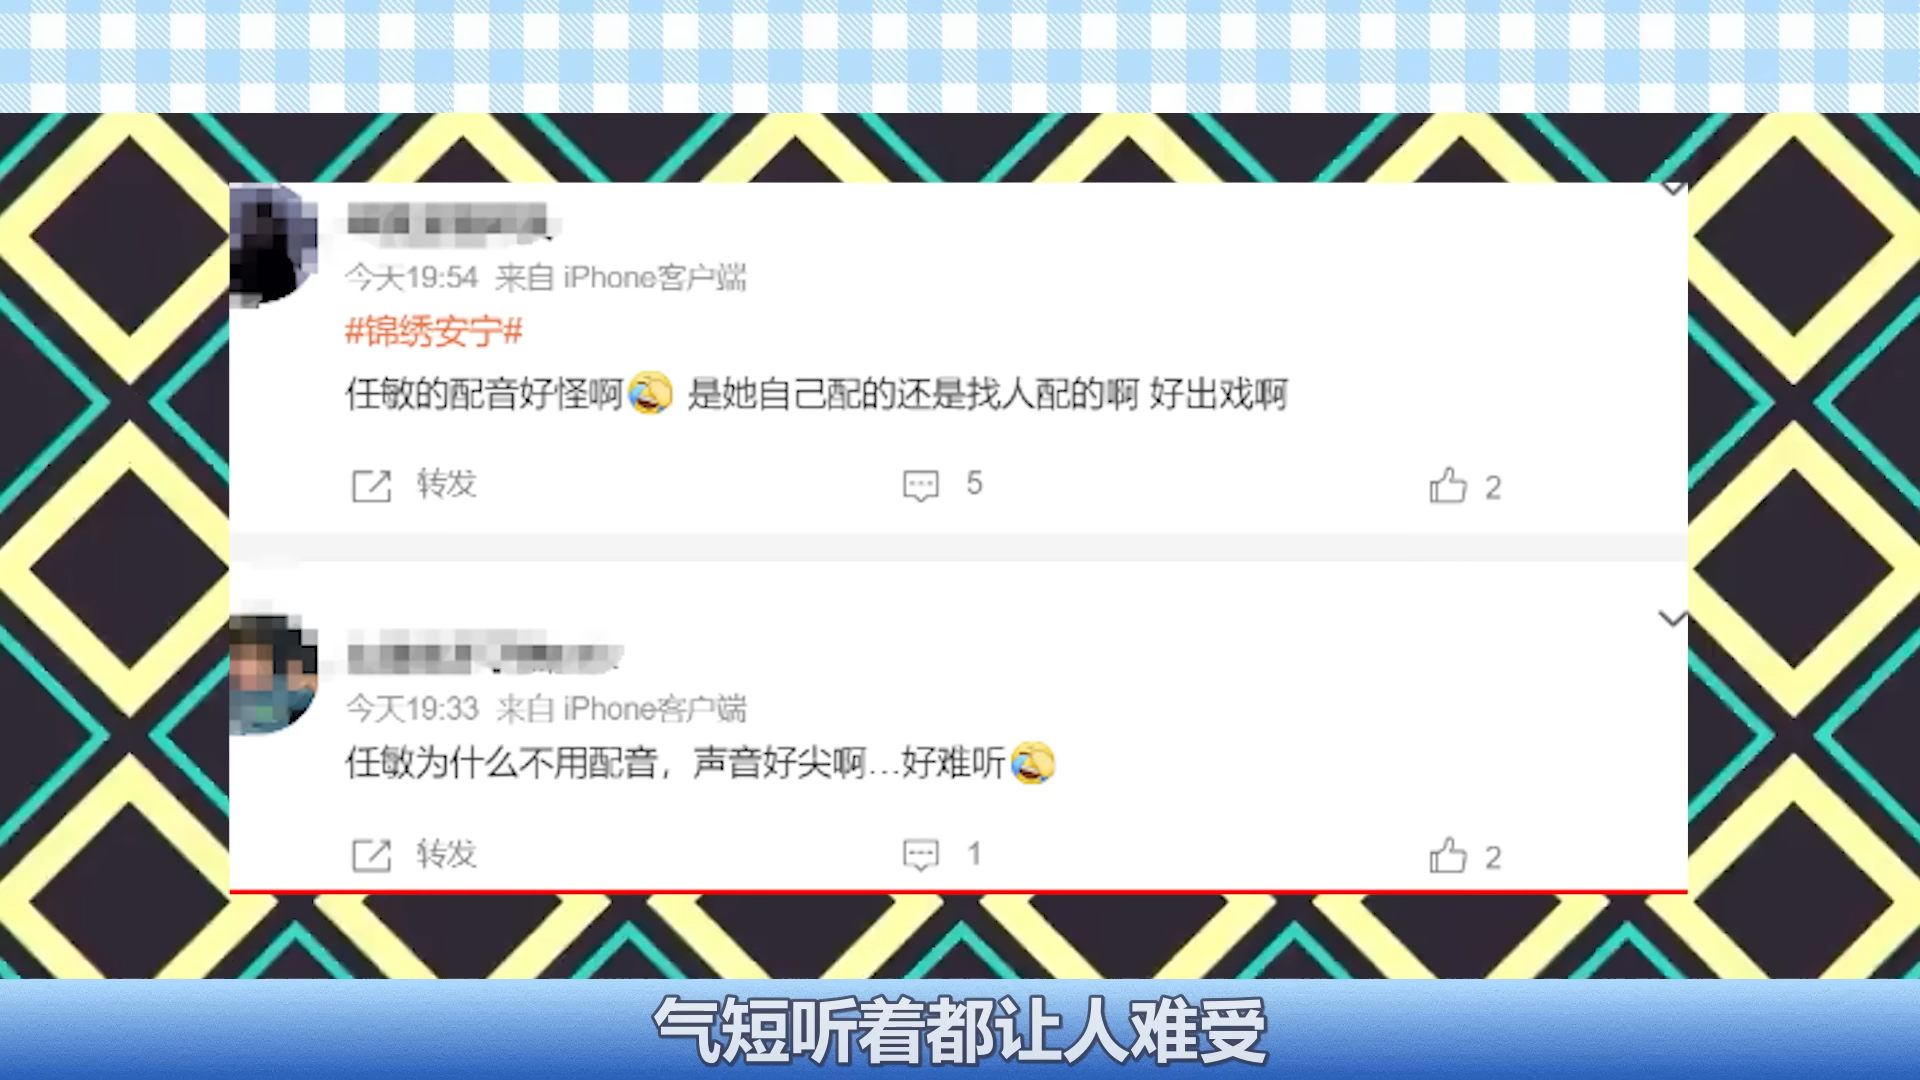 今天19:54 来自 iPhone客户端
#锦绣安宁#
任敏的配音好怪啊 是她自己配的还是找人配的啊 好出戏啊
转发 5 2
今天19:33 来自 iPhone客户端
任敏为什么不用配音，声音好尖啊...好难听
转发 1 2
气短听着都让人难受